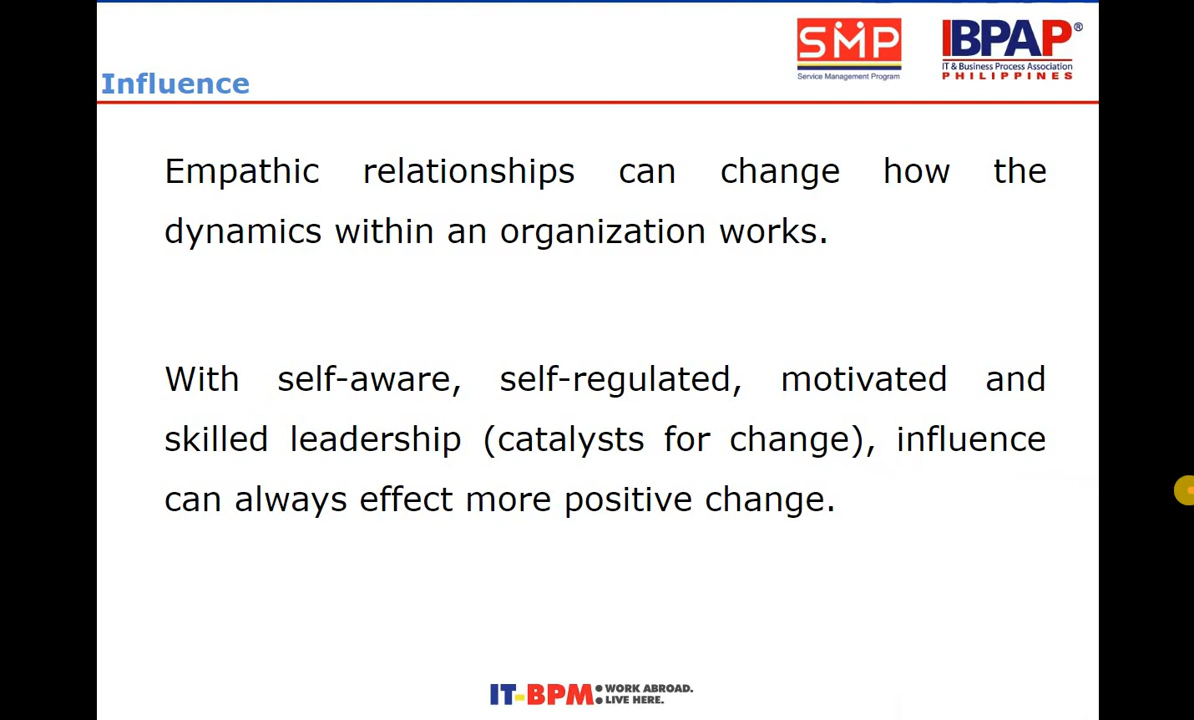 SMP
Service Management Program
IBPAP®
IT & Business Process Association
PHILIPPINES
Influence
Empathic relationships can change how the
dynamics within an organization works.
With self-aware, self-regulated, motivated and
skilled leadership (catalysts for change), influence
can always effect more positive change.
IT-BPM:
WORK ABROAD.
LIVE HERE.